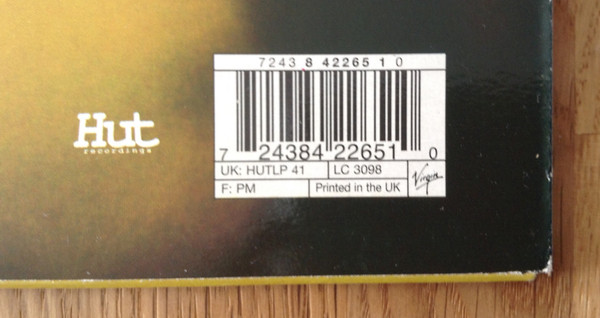 7243 8 42265 1 0
Hut
recordings
7 24384 22651 0
UK: HUTLP 41 LC 3098
F: PM Printed in the UK Virgin